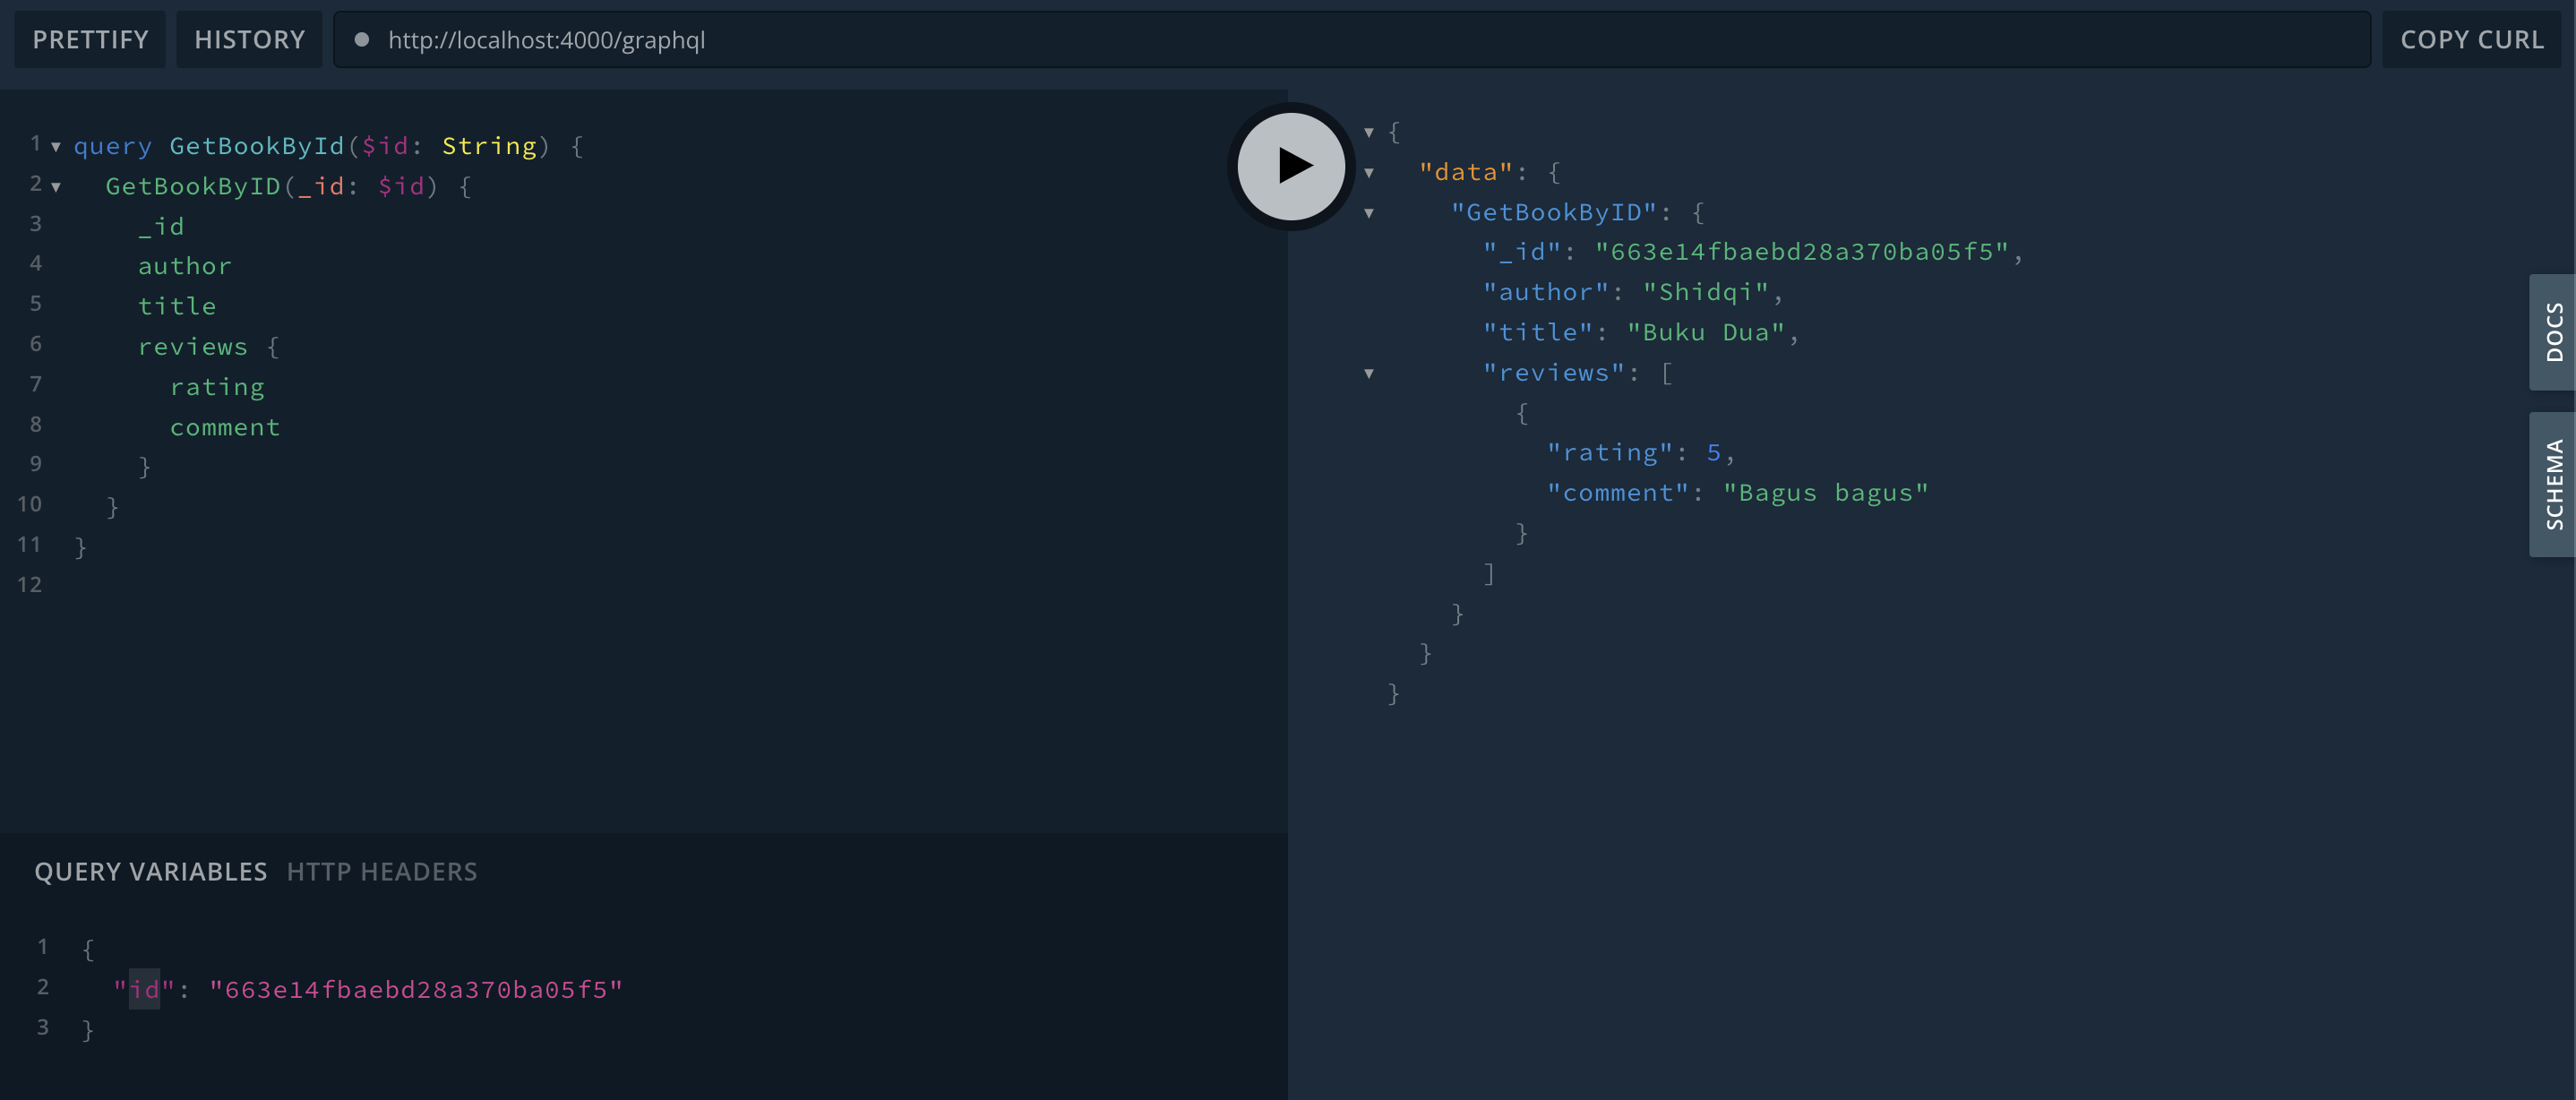 PRETTIFY HISTORY http://localhost:4000/graphql COPY CURL
1 query GetBookById($id: String) {
2 GetBookByID(_id: $id) {
3 _id
4 author
5 title
6 reviews {
7 rating
8 comment
9 }
10 }
11 }
12
QUERY VARIABLES HTTP HEADERS
1 {
2 "id": "663e14fbaebd28a370ba05f5"
3 }
{
"data": {
"GetBookByID": {
"_id": "663e14fbaebd28a370ba05f5",
"author": "Shidqi",
"title": "Buku Dua",
"reviews": [
{
"rating": 5,
"comment": "Bagus bagus"
}
]
}
}
}
DOCS
SCHEMA